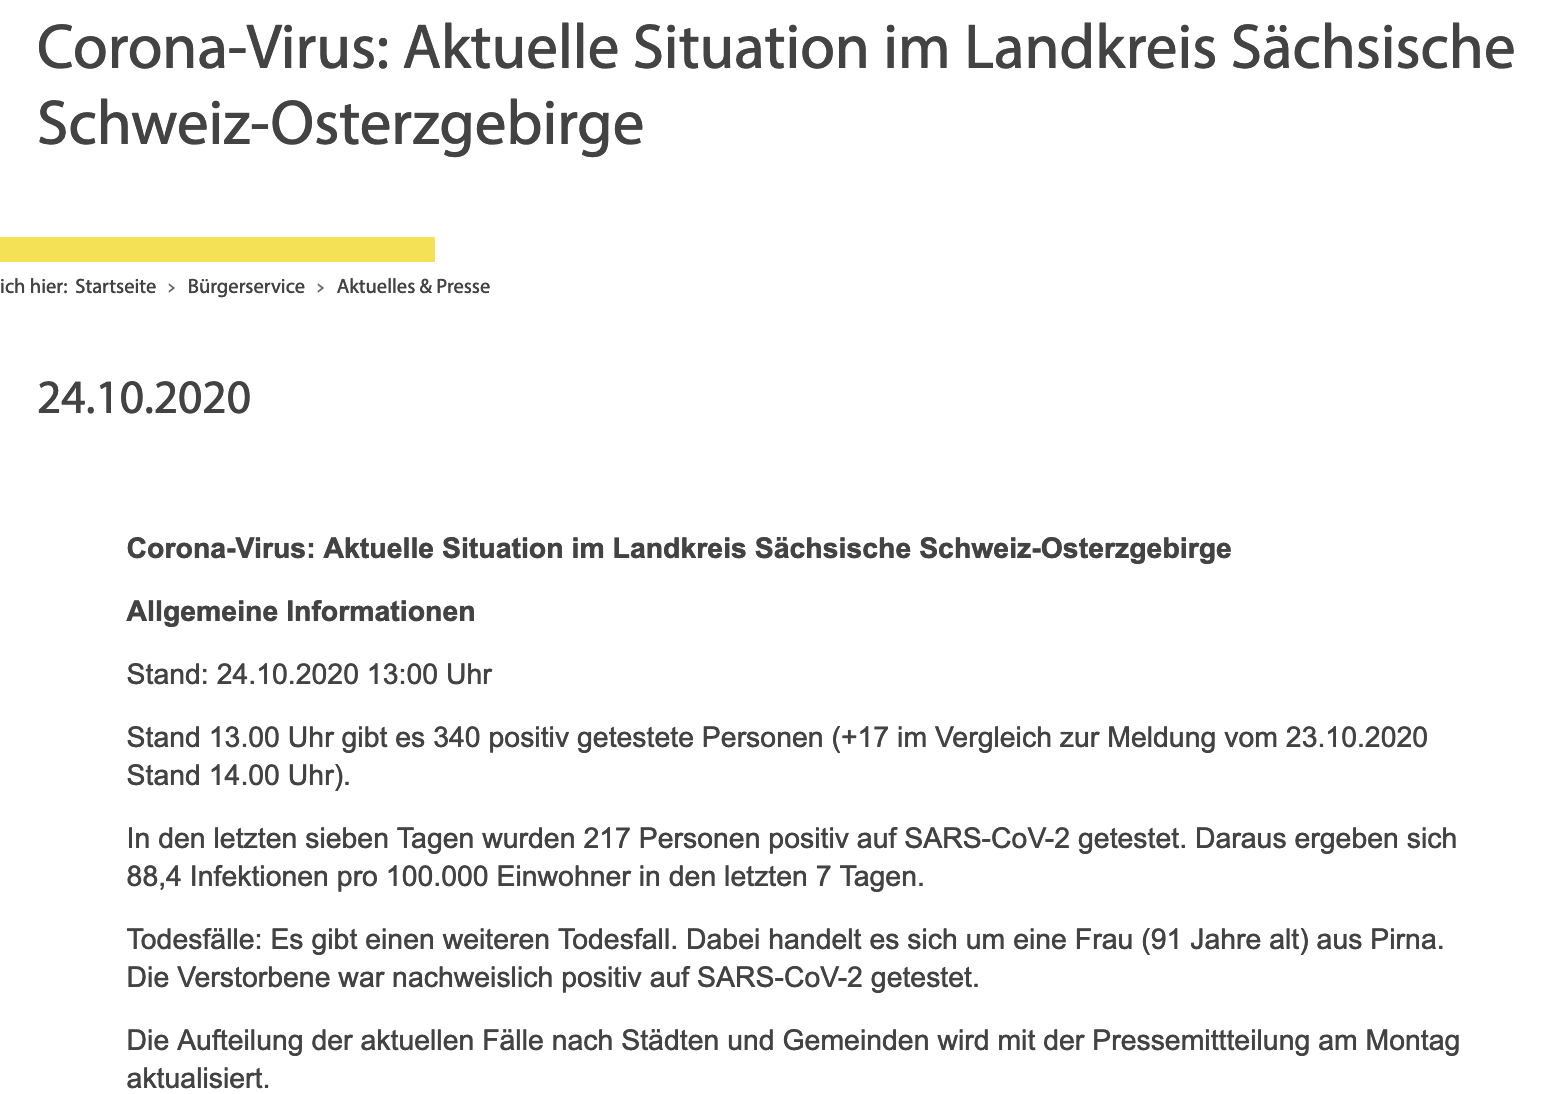 Corona-Virus: Aktuelle Situation im Landkreis Sächsische
Schweiz-Osterzgebirge
ich hier: Startseite › Bürgerservice › Aktuelles & Presse
24.10.2020
Corona-Virus: Aktuelle Situation im Landkreis Sächsische Schweiz-Osterzgebirge
Allgemeine Informationen
Stand: 24.10.2020 13:00 Uhr
Stand 13.00 Uhr gibt es 340 positiv getestete Personen (+17 im Vergleich zur Meldung vom 23.10.2020
Stand 14.00 Uhr).
In den letzten sieben Tagen wurden 217 Personen positiv auf SARS-CoV-2 getestet. Daraus ergeben sich
88,4 Infektionen pro 100.000 Einwohner in den letzten 7 Tagen.
Todesfälle: Es gibt einen weiteren Todesfall. Dabei handelt es sich um eine Frau (91 Jahre alt) aus Pirna.
Die Verstorbene war nachweislich positiv auf SARS-CoV-2 getestet.
Die Aufteilung der aktuellen Fälle nach Städten und Gemeinden wird mit der Pressemittteilung am Montag
aktualisiert.